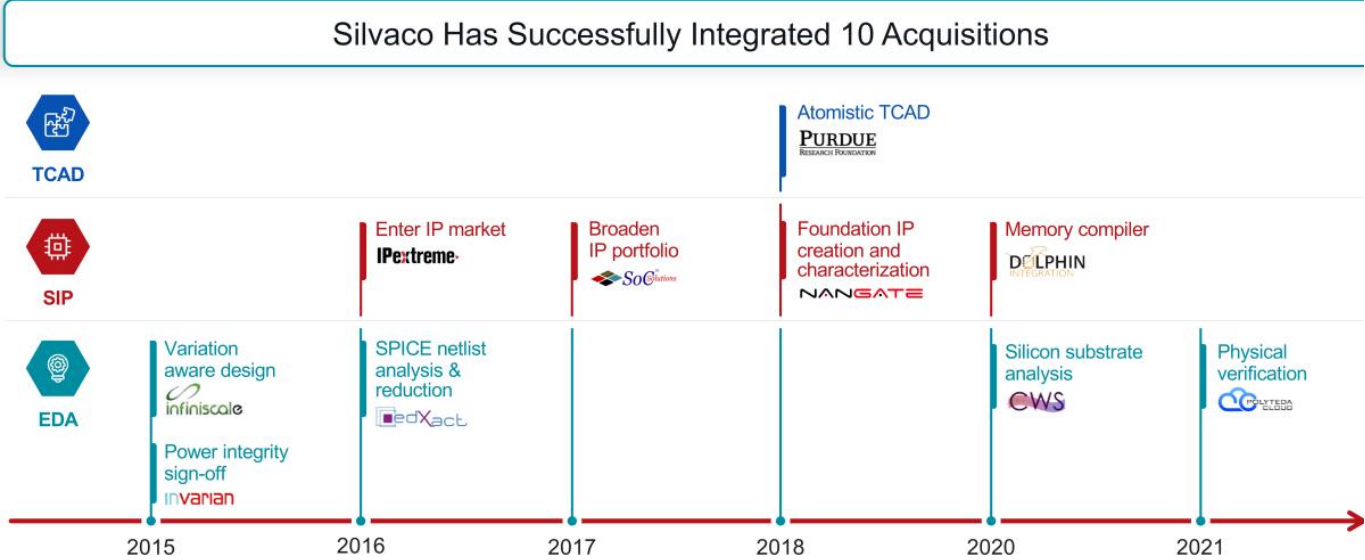 Silvaco Has Successfully Integrated 10 Acquisitions
TCAD
Atomistic TCAD
PURDUE
RESEARCH FOUNDATION
SIP
Enter IP market
IPextreme
Broaden
IP portfolio
SoC Solutions
Foundation IP
creation and
characterization
NANGATE
Memory compiler
DOLPHIN
INTEGRATION
EDA
Variation
aware design
infiniscale
Power integrity
sign-off
invarian
SPICE netlist
analysis &
reduction
edXact
Silicon substrate
analysis
CWS
Physical
verification
POLYTEDA
CLOUD
2015
2016
2017
2018
2020
2021